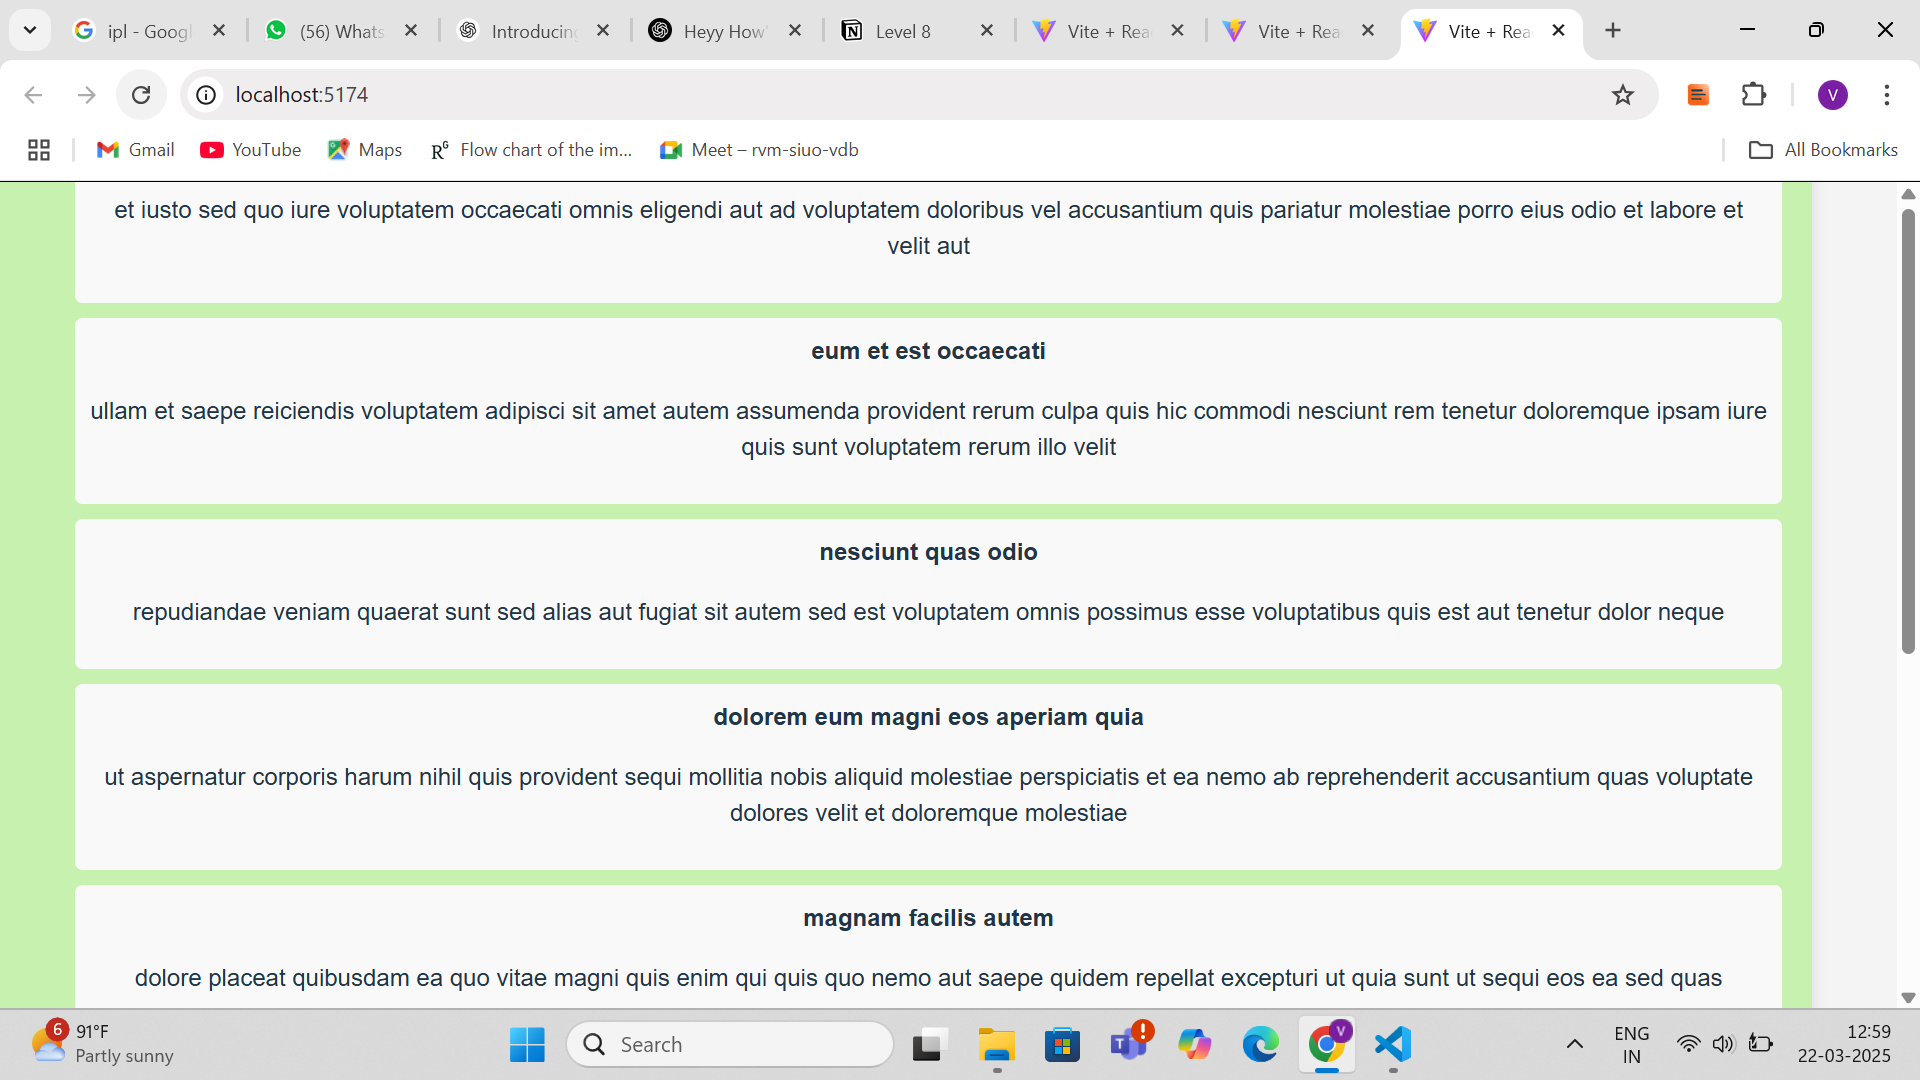 ipl - Googl
(56) Whats
Introducing
Heyy How'
Level 8
Vite + Rea
Vite + Rea
Vite + Rea
localhost:5174
V
Gmail
YouTube
Maps
RG Flow chart of the im...
Meet – rvm-siuo-vdb
All Bookmarks
et iusto sed quo iure voluptatem occaecati omnis eligendi aut ad voluptatem doloribus vel accusantium quis pariatur molestiae porro eius odio et labore et
velit aut
eum et est occaecati
ullam et saepe reiciendis voluptatem adipisci sit amet autem assumenda provident rerum culpa quis hic commodi nesciunt rem tenetur doloremque ipsam iure
quis sunt voluptatem rerum illo velit
nesciunt quas odio
repudiandae veniam quaerat sunt sed alias aut fugiat sit autem sed est voluptatem omnis possimus esse voluptatibus quis est aut tenetur dolor neque
dolorem eum magni eos aperiam quia
ut aspernatur corporis harum nihil quis provident sequi mollitia nobis aliquid molestiae perspiciatis et ea nemo ab reprehenderit accusantium quas voluptate
dolores velit et doloremque molestiae
magnam facilis autem
dolore placeat quibusdam ea quo vitae magni quis enim qui quis quo nemo aut saepe quidem repellat excepturi ut quia sunt ut sequi eos ea sed quas
6
91°F
Partly sunny
Search
T
!
V
ENG
IN
12:59
22-03-2025